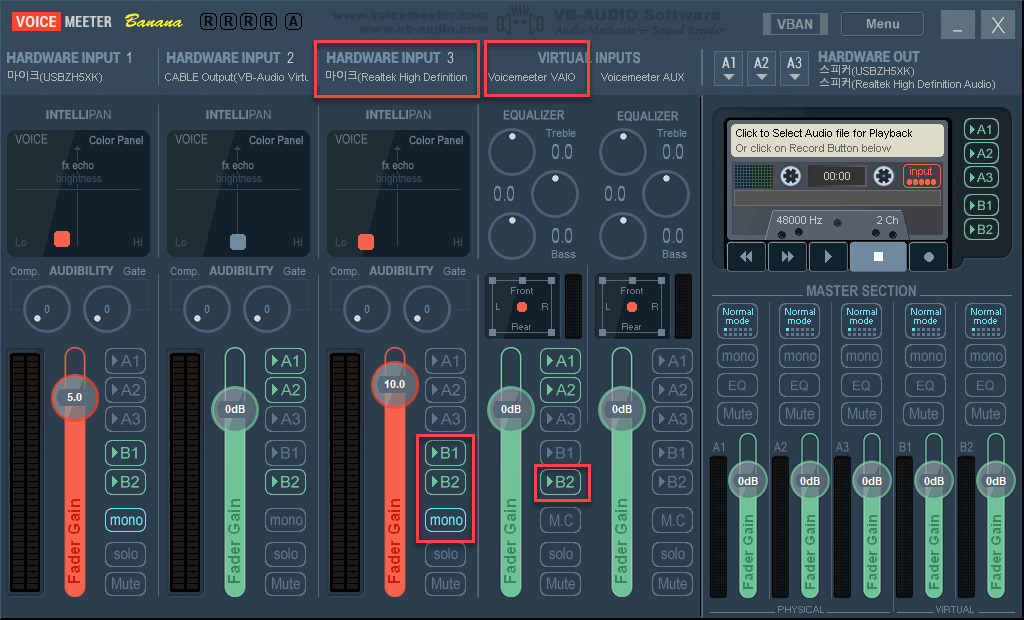 VOICE MEETER Banana R R R R A www.voicemeeter.com www.vb-audio.com VB-AUDIO Software Audio Mechanic & Sound Breeder VBAN Menu _ X
HARDWARE INPUT 1
마이크(USBZH5XK)
HARDWARE INPUT 2
CABLE Output(VB-Audio Virtu
HARDWARE INPUT 3
마이크(Realtek High Definition
VIRTUAL INPUTS
Voicemeeter VAIO
Voicemeeter AUX
A1 A2 A3
HARDWARE OUT
스피커(USBZH5XK)
스피커(Realtek High Definition Audio)
INTELLIPAN INTELLIPAN INTELLIPAN EQUALIZER EQUALIZER
VOICE Color Panel VOICE Color Panel VOICE Color Panel
fx echo fx echo fx echo
brightness brightness brightness
Lo Hi Lo Hi Lo Hi
Treble Treble
0.0 0.0
0.0 0.0
0.0 0.0
Bass Bass
Click to Select Audio file for Playback
Or click on Record Button below
00:00 input
48000 Hz 2 Ch
A1
A2
A3
B1
B2
Comp. AUDIBILITY Gate Comp. AUDIBILITY Gate Comp. AUDIBILITY Gate
0 0 0 0 0 0
Front Front
L R L R
Rear Rear
MASTER SECTION
Normal mode Normal mode Normal mode Normal mode Normal mode
mono mono mono mono mono
EQ EQ EQ EQ EQ
Mute Mute Mute Mute Mute
A1 A1 A1 A1 A1
A2 A2 A2 A2 A2
A3 A3 A3 A3 A3
B1 B1 B1 B1 B1
B2 B2 B2 B2 B2
mono mono mono M.C M.C
solo solo solo solo solo
Mute Mute Mute Mute Mute
5.0 0dB 10.0 0dB 0dB
Fader Gain Fader Gain Fader Gain Fader Gain Fader Gain
A1 A2 A3 B1 B2
0dB 0dB 0dB 0dB 0dB
Fader Gain Fader Gain Fader Gain Fader Gain Fader Gain
PHYSICAL VIRTUAL